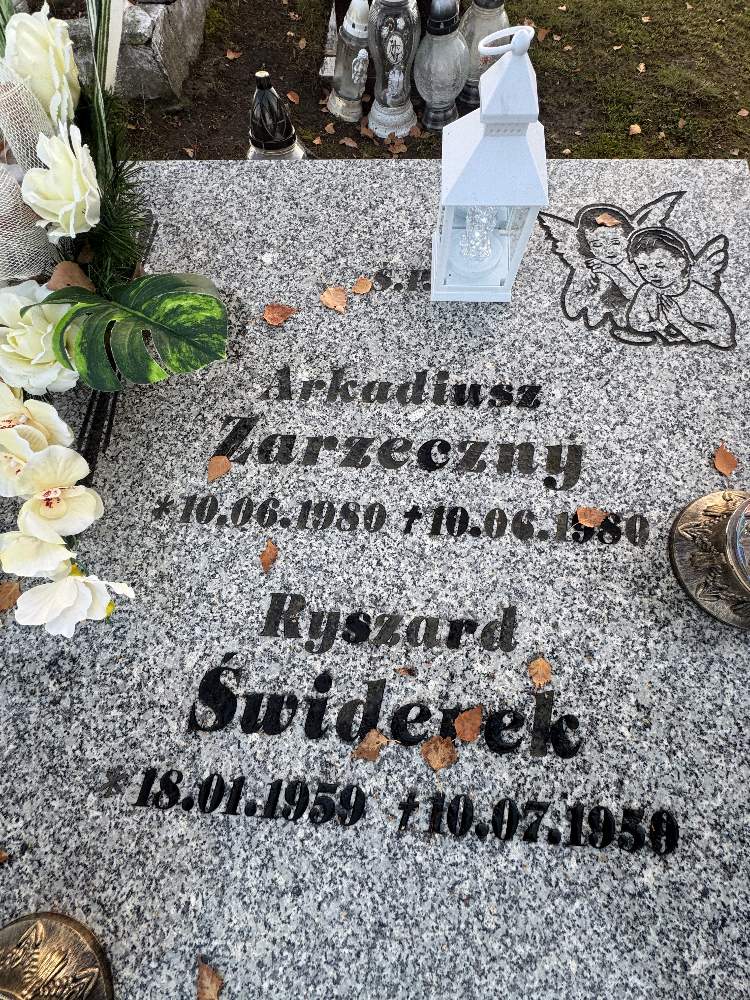 Ś.P.
Arkadiusz
Zarzeczny
*10.06.1980 †10.06.1980
Ryszard
Świderek
*18.01.1959 †10.07.1959